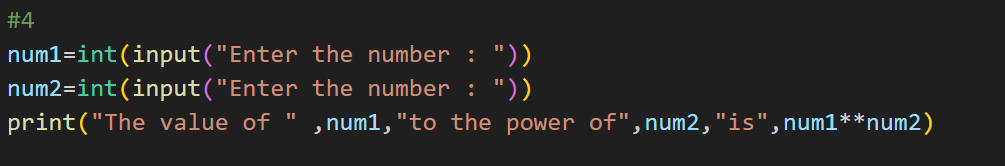 #4
num1=int(input("Enter the number : "))
num2=int(input("Enter the number : "))
print("The value of " ,num1,"to the power of",num2,"is",num1**num2)